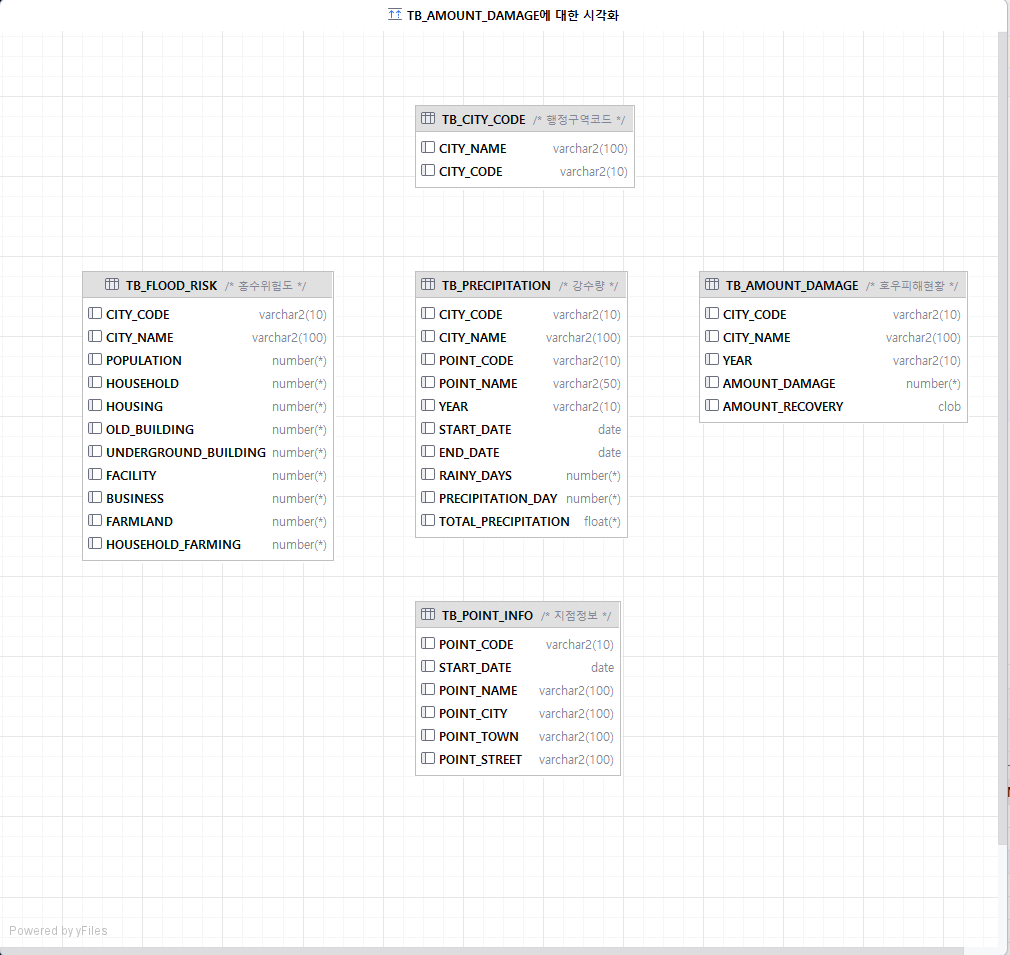 TB_AMOUNT_DAMAGE에 대한 시각화
TB_CITY_CODE /* 행정구역코드 */
CITY_NAME varchar2(100)
CITY_CODE varchar2(10)
TB_FLOOD_RISK /* 홍수위험도 */
CITY_CODE varchar2(10)
CITY_NAME varchar2(100)
POPULATION number(*)
HOUSEHOLD number(*)
HOUSING number(*)
OLD_BUILDING number(*)
UNDERGROUND_BUILDING number(*)
FACILITY number(*)
BUSINESS number(*)
FARMLAND number(*)
HOUSEHOLD_FARMING number(*)
TB_PRECIPITATION /* 강수량 */
CITY_CODE varchar2(10)
CITY_NAME varchar2(100)
POINT_CODE varchar2(10)
POINT_NAME varchar2(50)
YEAR varchar2(10)
START_DATE date
END_DATE date
RAINY_DAYS number(*)
PRECIPITATION_DAY number(*)
TOTAL_PRECIPITATION float(*)
TB_AMOUNT_DAMAGE /* 호우피해현황 */
CITY_CODE varchar2(10)
CITY_NAME varchar2(100)
YEAR varchar2(10)
AMOUNT_DAMAGE number(*)
AMOUNT_RECOVERY clob
TB_POINT_INFO /* 지점정보 */
POINT_CODE varchar2(10)
START_DATE date
POINT_NAME varchar2(100)
POINT_CITY varchar2(100)
POINT_TOWN varchar2(100)
POINT_STREET varchar2(100)
Powered by yFiles